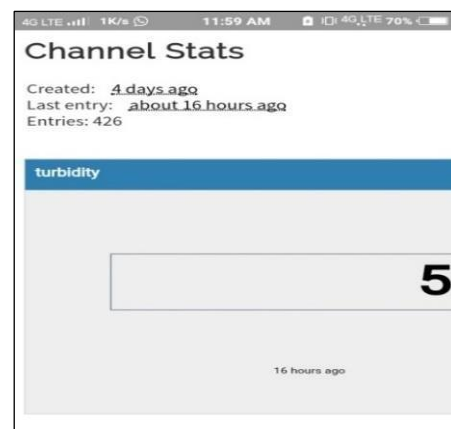 4G LTE 1K/s 11:59 AM 4G LTE 70%
Channel Stats
Created: 4 days ago
Last entry: about 16 hours ago
Entries: 426
turbidity
5
16 hours ago